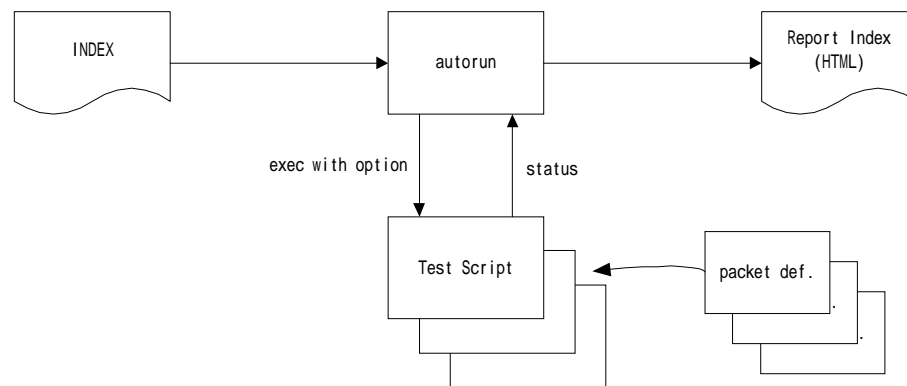 INDEX
autorun
Report Index
(HTML)
exec with option
status
Test Script
packet def.
.
.